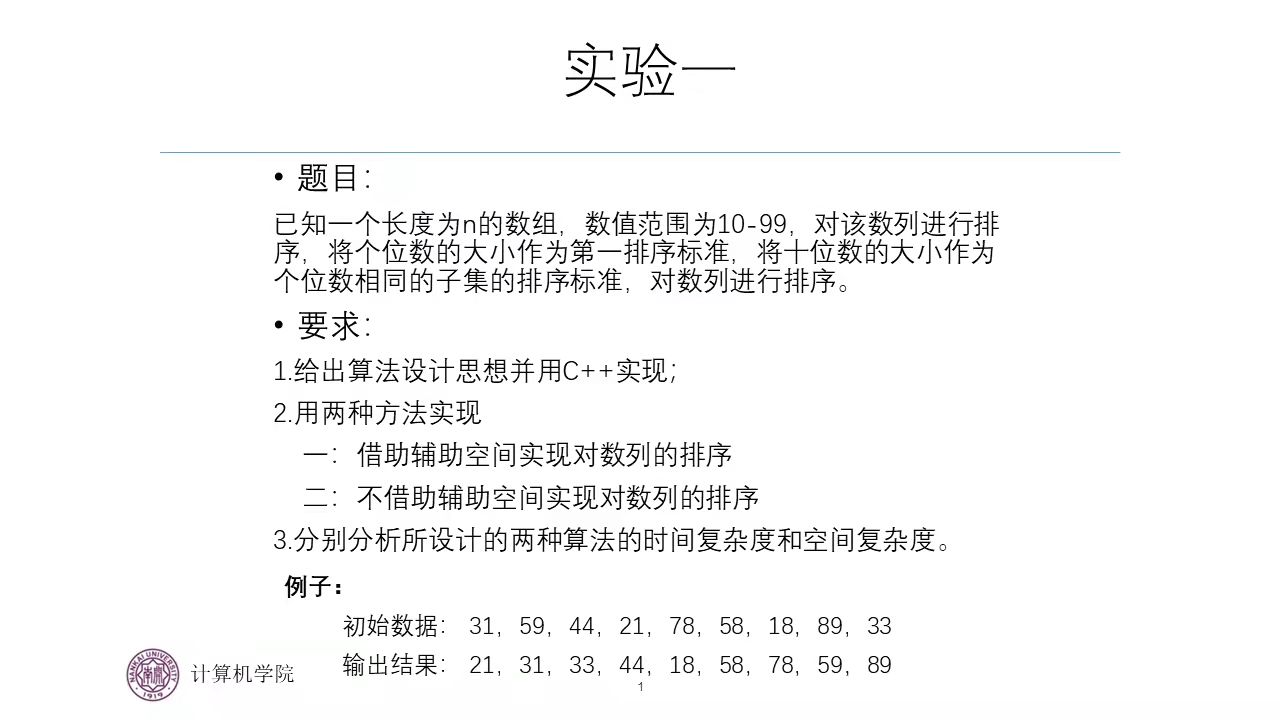 实验一
• 题目：
已知一个长度为n的数组，数值范围为10-99，对该数列进行排
序，将个位数的大小作为第一排序标准，将十位数的大小作为
个位数相同的子集的排序标准，对数列进行排序。
• 要求：
1.给出算法设计思想并用C++实现；
2.用两种方法实现
一：借助辅助空间实现对数列的排序
二：不借助辅助空间实现对数列的排序
3.分别分析所设计的两种算法的时间复杂度和空间复杂度。
例子：
初始数据： 31，59，44，21，78，58，18，89，33
输出结果： 21，31，33，44，18，58，78，59，89
NANKAI UNIVERSITY
1919
计算机学院
1